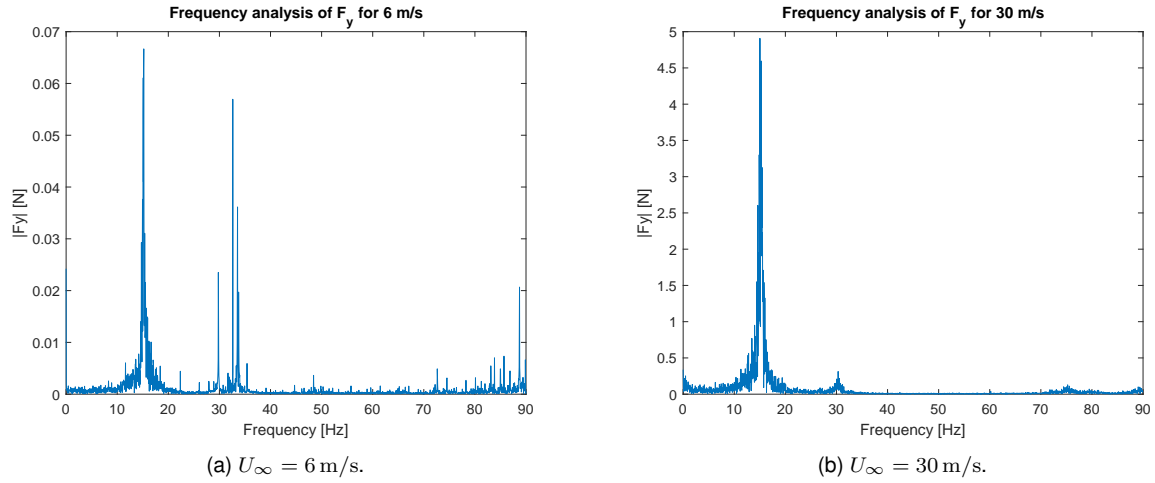 Frequency analysis of F_y for 6 m/s
0.07
0.06
0.05
0.04
0.03
0.02
0.01
0
|Fy| [N]
0 10 20 30 40 50 60 70 80 90
Frequency [Hz]
(a) U∞ = 6 m/s.
Frequency analysis of F_y for 30 m/s
5
4.5
4
3.5
3
2.5
2
1.5
1
0.5
0
|Fy| [N]
0 10 20 30 40 50 60 70 80 90
Frequency [Hz]
(b) U∞ = 30 m/s.